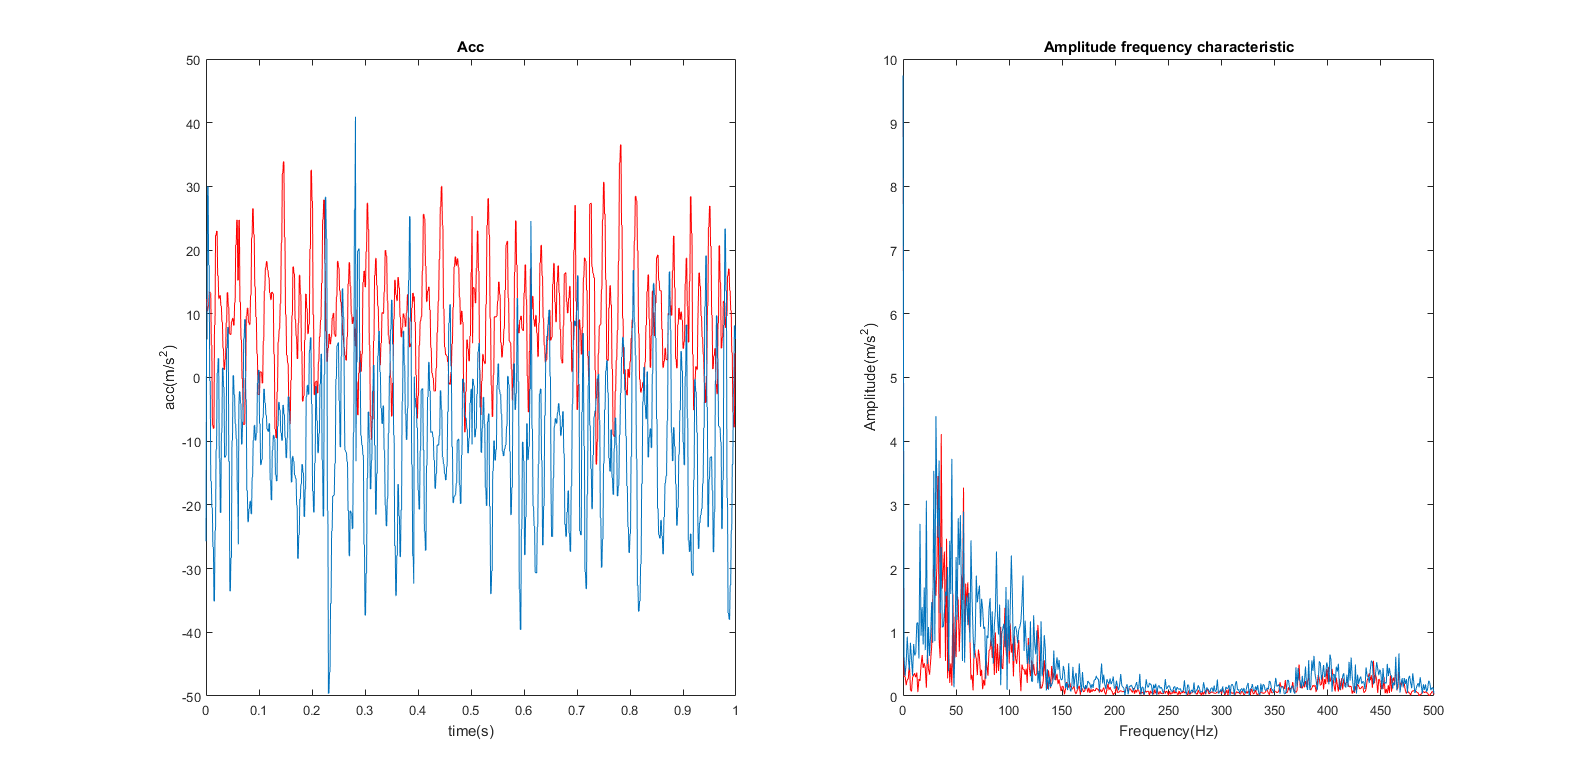 Acc
50
40
30
20
10
0
-10
-20
-30
-40
-50
acc(m/s²)
0 0.1 0.2 0.3 0.4 0.5 0.6 0.7 0.8 0.9 1
time(s)
Amplitude frequency characteristic
10
9
8
7
6
5
4
3
2
1
0
Amplitude(m/s²)
0 50 100 150 200 250 300 350 400 450 500
Frequency(Hz)